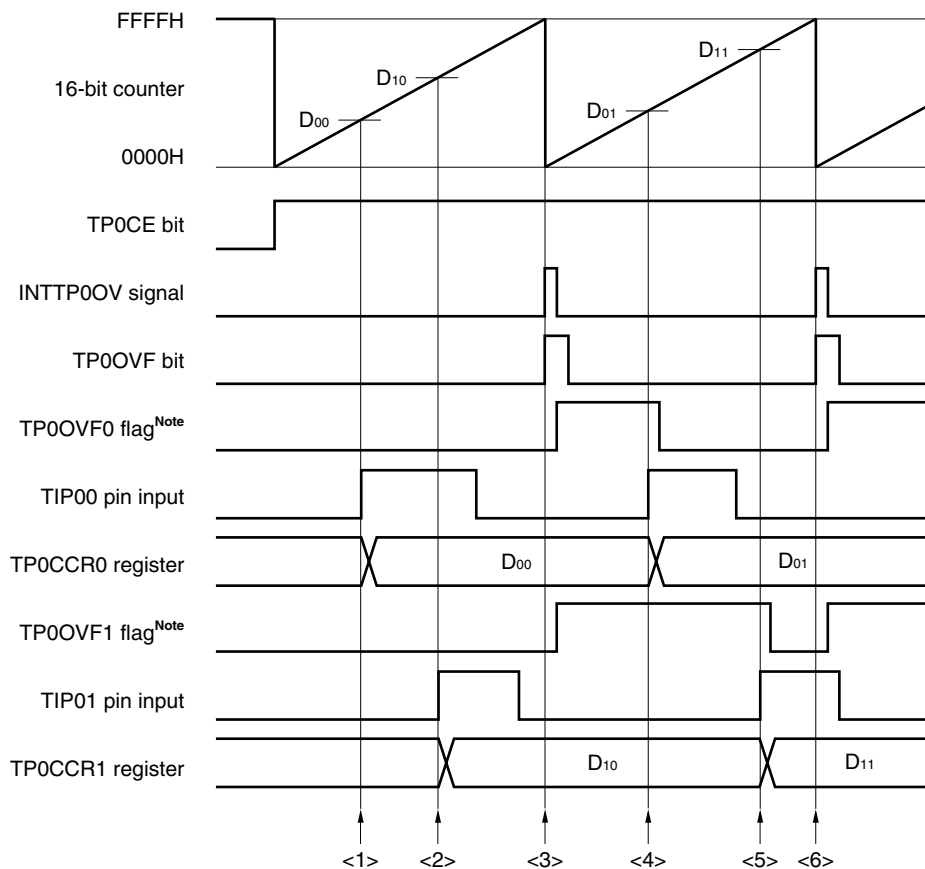 FFFFH
D11
D10
16-bit counter
D01
D00
0000H
TP0CE bit
INTTP0OV signal
TP0OVF bit
TP0OVF0 flagNote
TIP00 pin input
TP0CCR0 register
D00
D01
TP0OVF1 flagNote
TIP01 pin input
TP0CCR1 register
D10
D11
<1> <2> <3> <4> <5> <6>